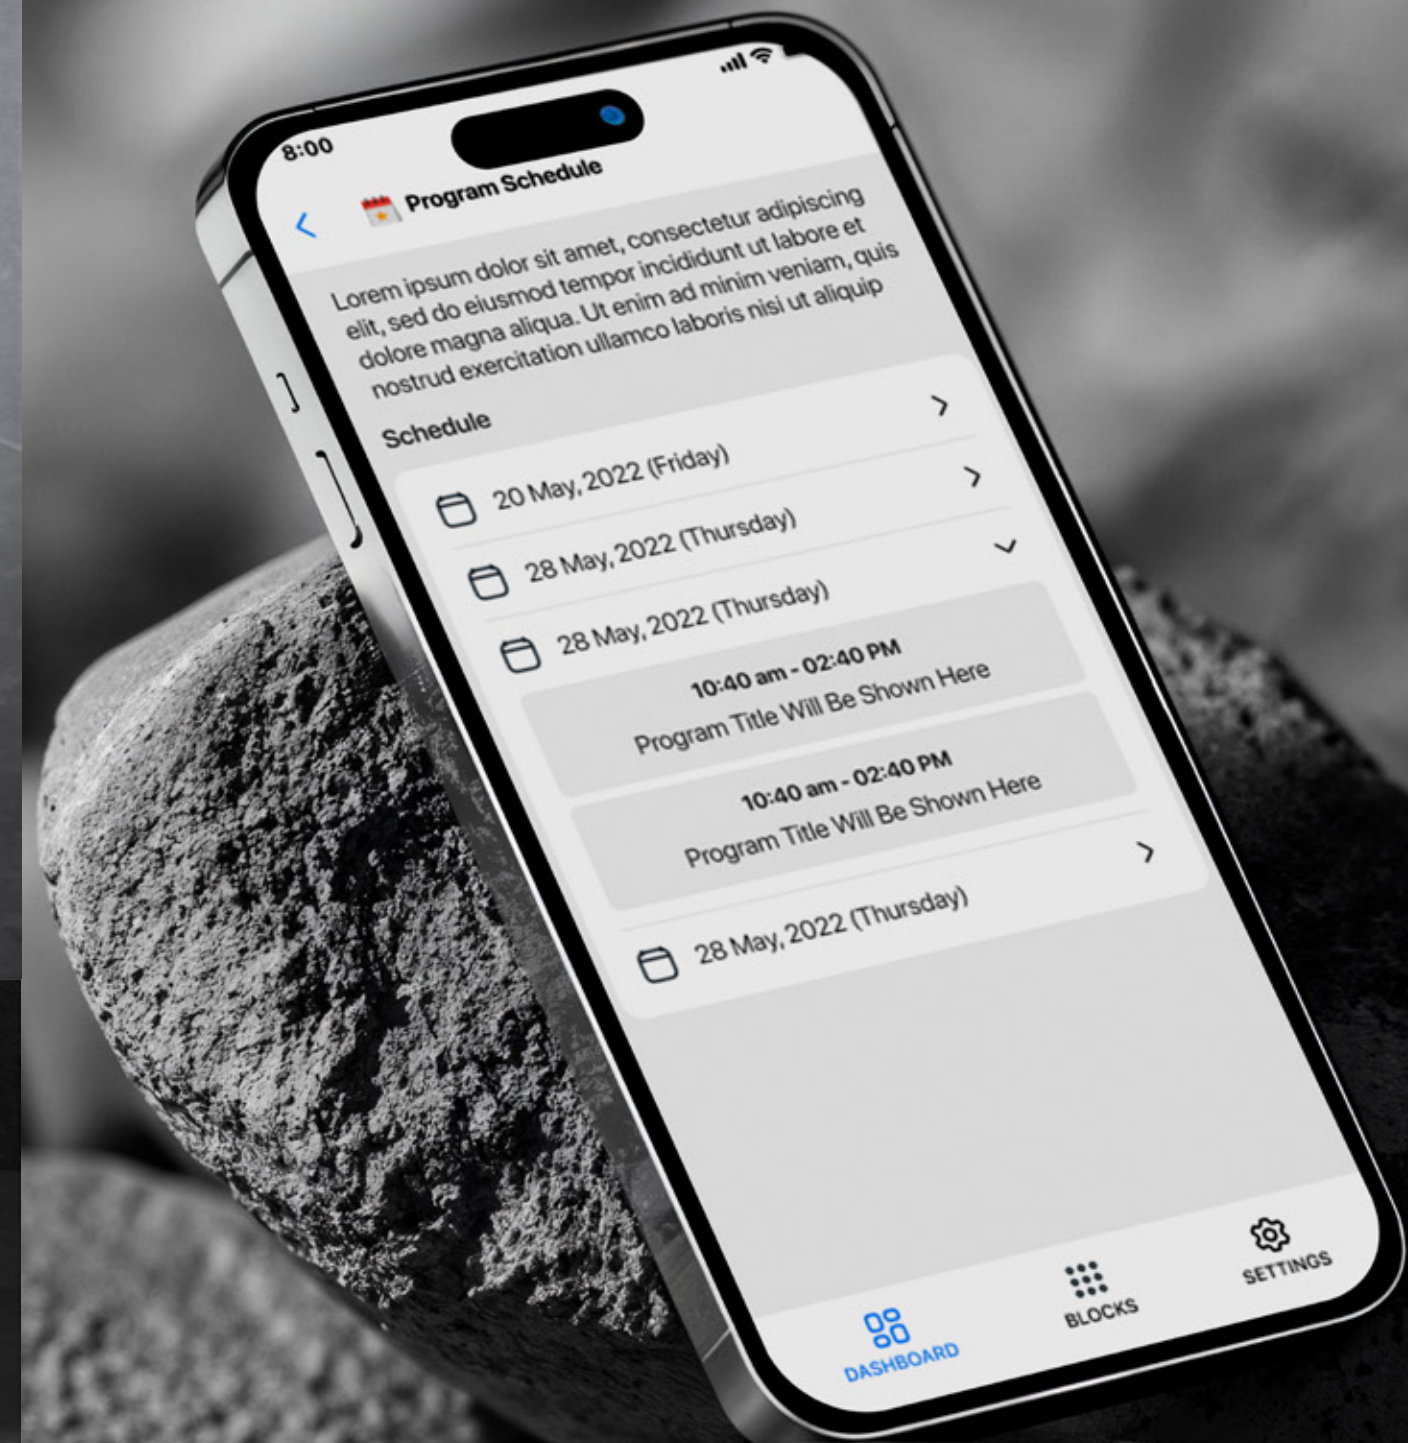 8:00
Program Schedule
Lorem ipsum dolor sit amet, consectetur adipiscing
elit, sed do eiusmod tempor incididunt ut labore et
dolore magna aliqua. Ut enim ad minim veniam, quis
nostrud exercitation ullamco laboris nisi ut aliquip
Schedule
20 May, 2022 (Friday)
28 May, 2022 (Thursday)
28 May, 2022 (Thursday)
10:40 am - 02:40 PM
Program Title Will Be Shown Here
10:40 am - 02:40 PM
Program Title Will Be Shown Here
28 May, 2022 (Thursday)
DASHBOARD
BLOCKS
SETTINGS